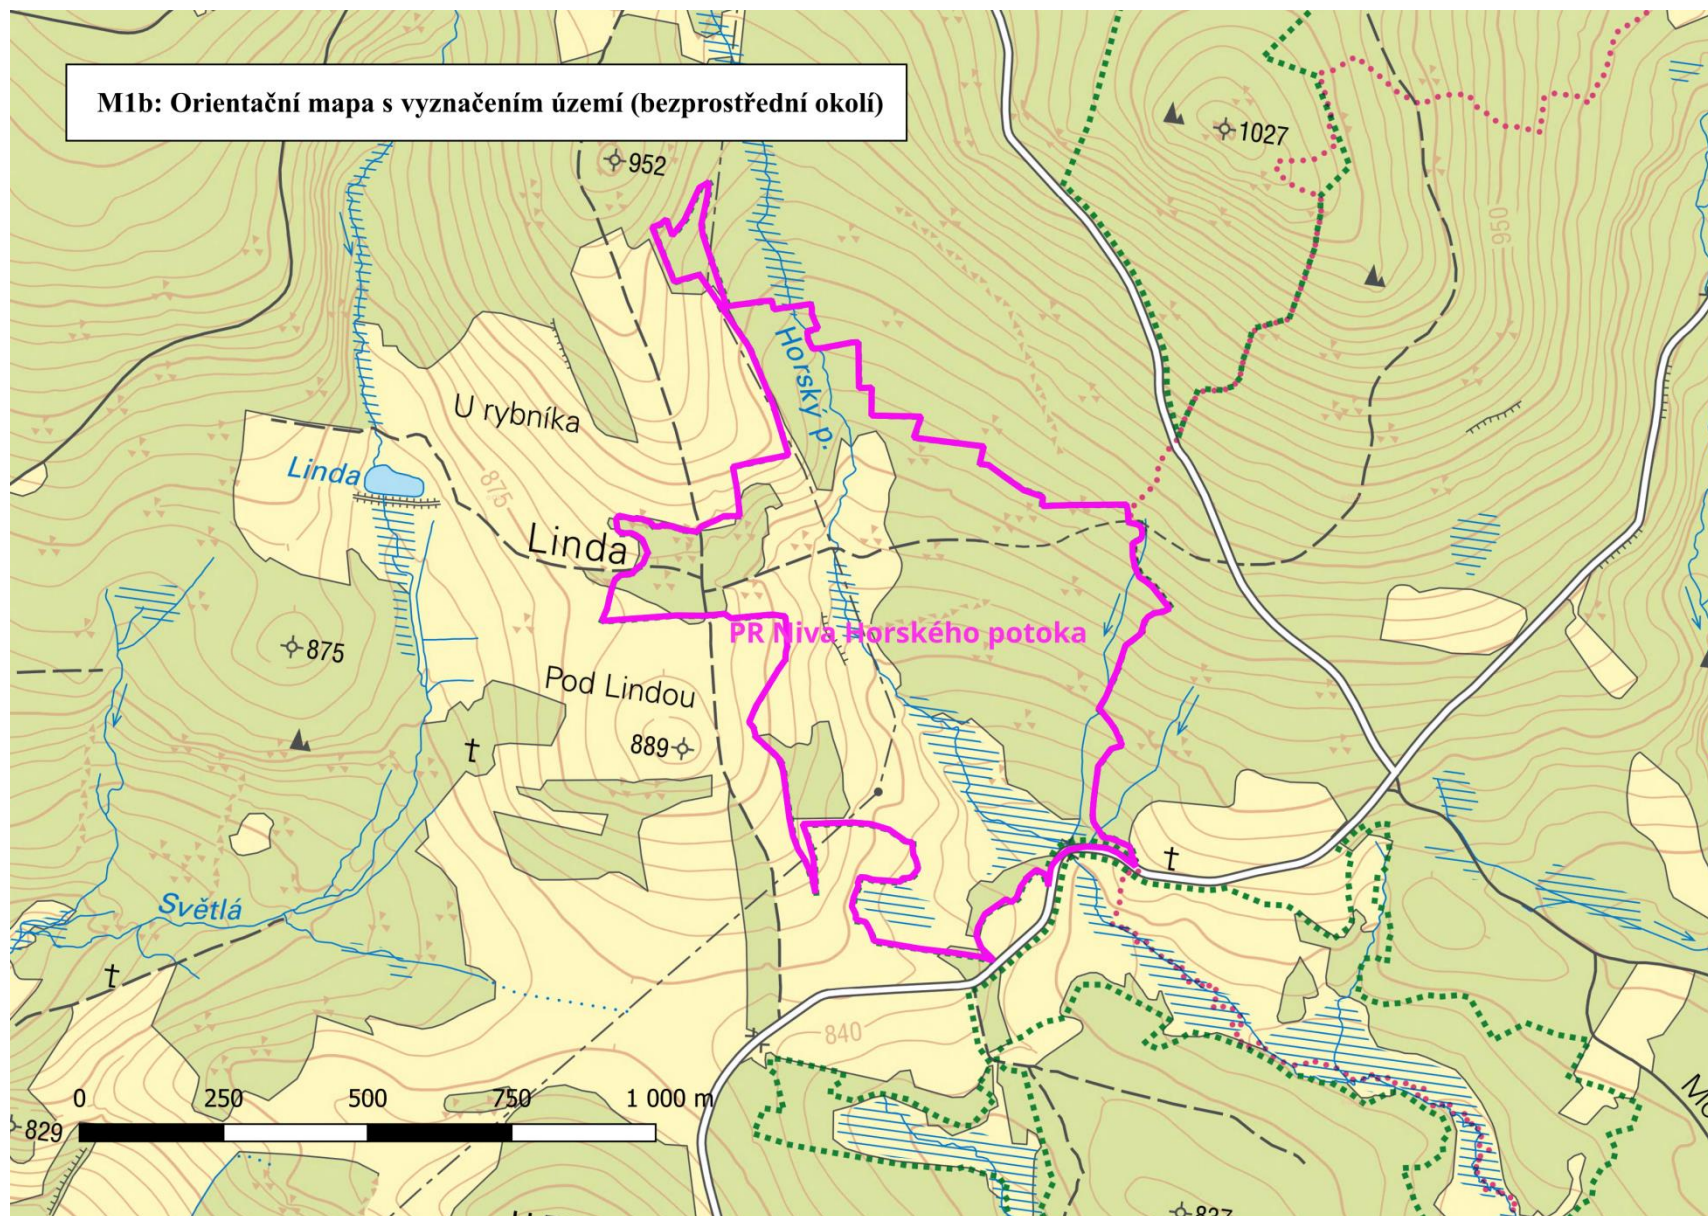 M1b: Orientační mapa s vyznačením území (bezprostřední okolí)
952
1027
950
Horský p.
U rybníka
875
Linda
Linda
PR Niva Horského potoka
875
Pod Lindou
889
Světlá
840
0 250 500 750 1 000 m
829